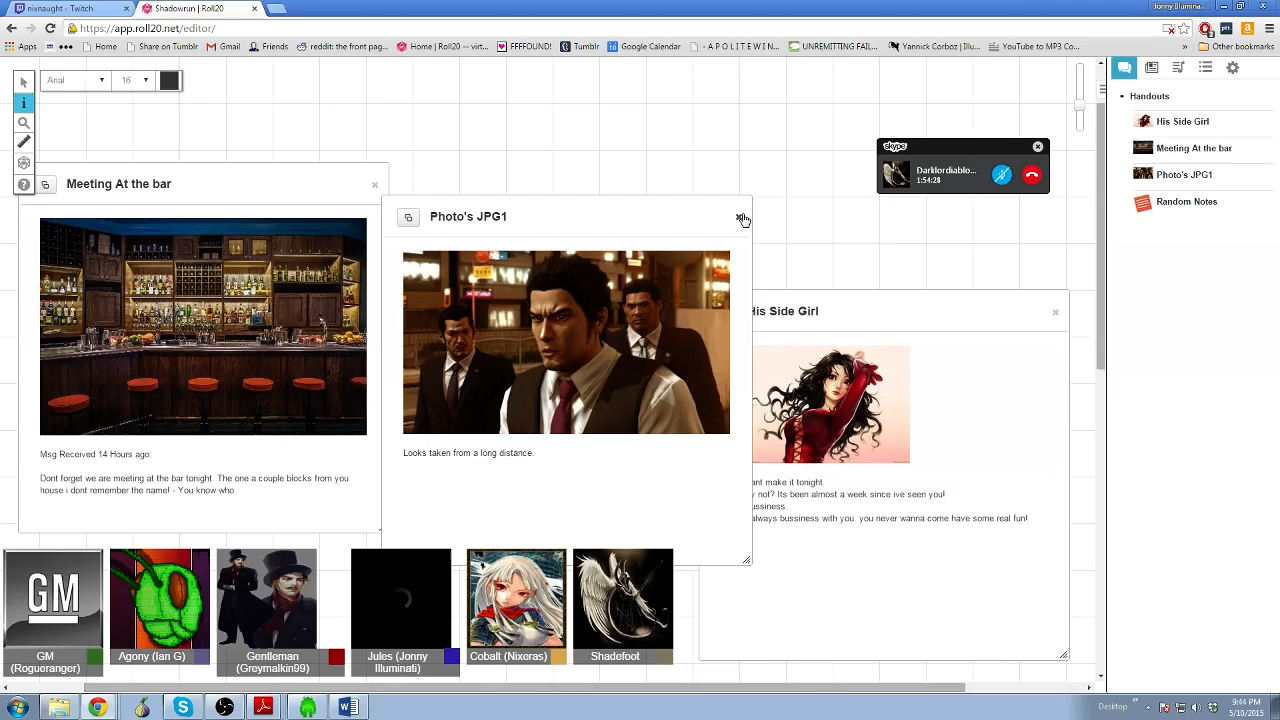 nixnaught - Twitch
Shadowrun | Roll20
Jonny Illumina...
https://app.roll20.net/editor/
Apps
Home
Share on Tumblr
Gmail
Friends
reddit: the front page...
Home | Roll20 -- virt...
FFFFOUND!
Tumblr
Google Calendar
- A P O L I T E W I N...
UNREMITTING FAIL...
Yannick Corboz | Illu...
YouTube to MP3 Co...
»
Other bookmarks
Arial
16
Handouts
His Side Girl
Meeting At the bar
Photo's JPG1
Random Notes
skype
Darklordiablo...
1:54:28
Meeting At the bar
Msg Received 14 Hours ago:
Dont forget we are meeting at the bar tonight. The one a couple blocks from you
house i dont remember the name! - You know who
Photo's JPG1
Looks taken from a long distance.
His Side Girl
ant make it tonight.
y not? Its been almost a week since ive seen you!
ussiness.
always bussiness with you. you never wanna come have some real fun!
GM
GM
(Rogueranger)
Agony (Ian G)
Gentleman
(Greymalkin99)
Jules (Jonny
Illuminati)
Cobalt (Nixeras)
Shadefoot
Desktop
»
9:44 PM
5/10/2015